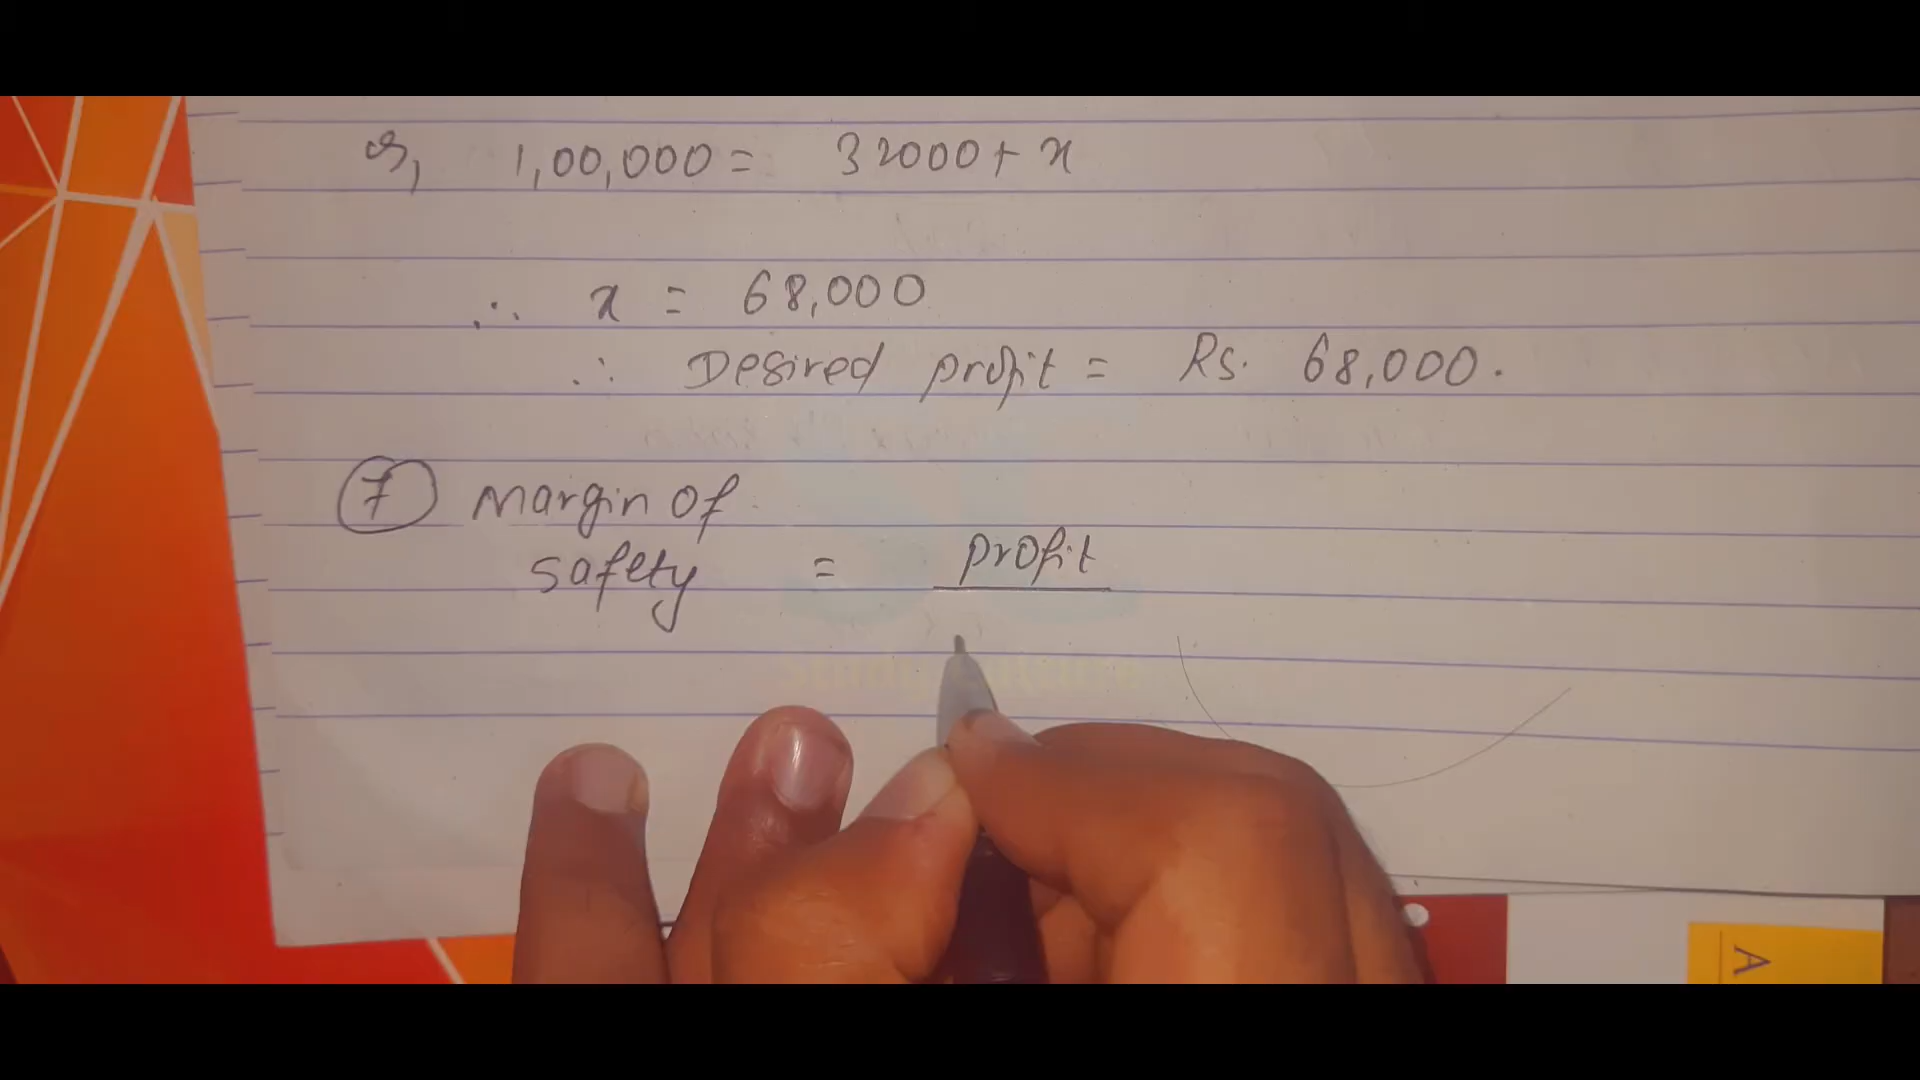 or, 1,00,000 = 32000 + x
∴ x = 68,000
∴ Desired profit = Rs. 68,000.
⑦ Margin of
safety = profit
A